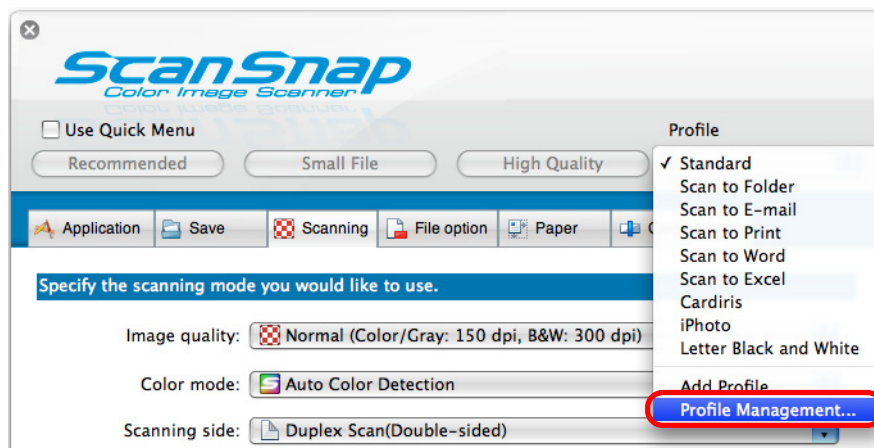 ScanSnap
Color Image Scanner
Use Quick Menu
Profile
Recommended
Small File
High Quality
✓ Standard
Scan to Folder
Scan to E-mail
Scan to Print
Scan to Word
Scan to Excel
Cardiris
iPhoto
Letter Black and White
Add Profile
Profile Management...
Application
Save
Scanning
File option
Paper
Specify the scanning mode you would like to use.
Image quality: Normal (Color/Gray: 150 dpi, B&W: 300 dpi)
Color mode: Auto Color Detection
Scanning side: Duplex Scan(Double-sided)